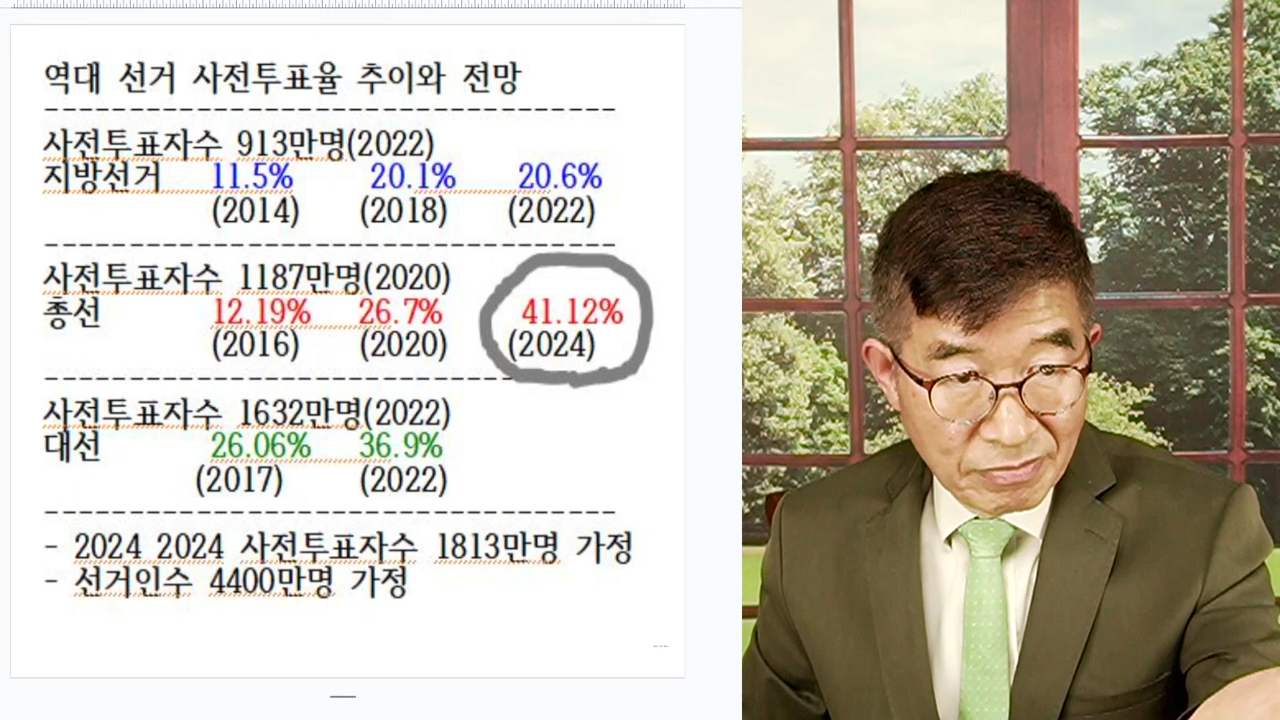 역대 선거 사전투표율 추이와 전망
-----------------------------------
사전투표자수 913만명(2022)
지방선거 11.5% 20.1% 20.6%
(2014) (2018) (2022)
-----------------------------------
사전투표자수 1187만명(2020)
총선 12.19% 26.7% 41.12%
(2016) (2020) (2024)
-----------------------------------
사전투표자수 1632만명(2022)
대선 26.06% 36.9%
(2017) (2022)
-----------------------------------
- 2024 2024 사전투표자수 1813만명 가정
- 선거인수 4400만명 가정